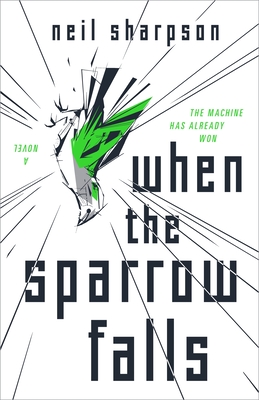 neil sharpson
THE MACHINE
HAS ALREADY
WON
A
NOVEL
when
the
sparrow
falls